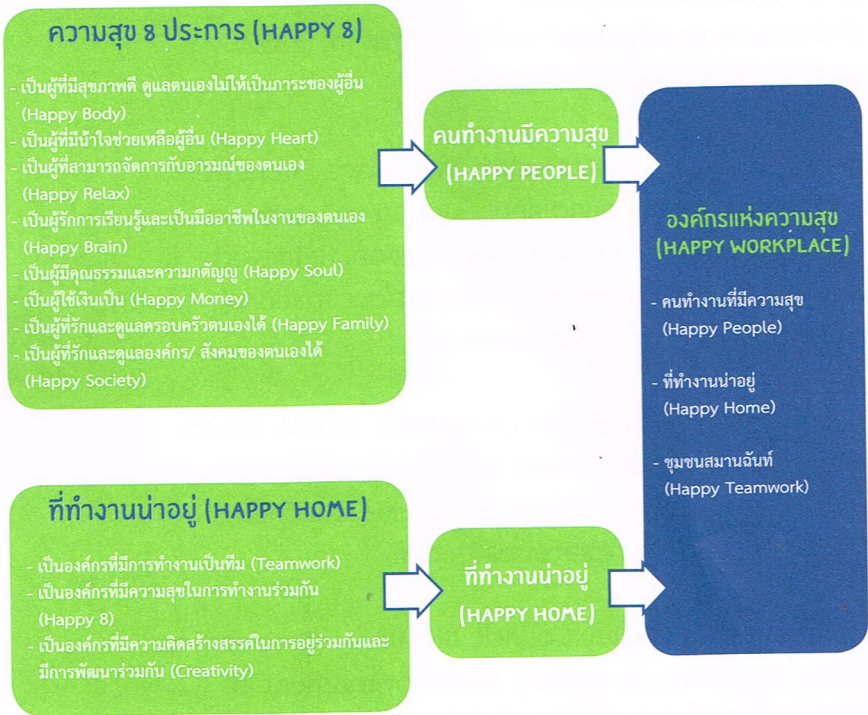 ความสุข 8 ประการ (HAPPY 8)
- เป็นผู้ที่มีสุขภาพดี ดูแลตนเองไม่ให้เป็นภาระของผู้อื่น
(Happy Body)
- เป็นผู้ที่มีน้ำใจช่วยเหลือผู้อื่น (Happy Heart)
- เป็นผู้ที่สามารถจัดการกับอารมณ์ของตนเอง
(Happy Relax)
- เป็นผู้รักการเรียนรู้และเป็นมืออาชีพในงานของตนเอง
(Happy Brain)
- เป็นผู้มีคุณธรรมและความกตัญญู (Happy Soul)
- เป็นผู้ใช้เงินเป็น (Happy Money)
- เป็นผู้ที่รักและดูแลครอบครัวตนเองได้ (Happy Family)
- เป็นผู้ที่รักและดูแลองค์กร/ สังคมของตนเองได้
(Happy Society)
คนทำงานมีความสุข
(HAPPY PEOPLE)
องค์กรแห่งความสุข
(HAPPY WORKPLACE)
- คนทำงานที่มีความสุข
(Happy People)
- ที่ทำงานน่าอยู่
(Happy Home)
- ชุมชนสมานฉันท์
(Happy Teamwork)
ที่ทำงานน่าอยู่ (HAPPY HOME)
- เป็นองค์กรที่มีการทำงานเป็นทีม (Teamwork)
- เป็นองค์กรที่มีความสุขในการทำงานร่วมกัน
(Happy 8)
- เป็นองค์กรที่มีความคิดสร้างสรรค์ในการอยู่ร่วมกันและ
มีการพัฒนาร่วมกัน (Creativity)
ที่ทำงานน่าอยู่
(HAPPY HOME)